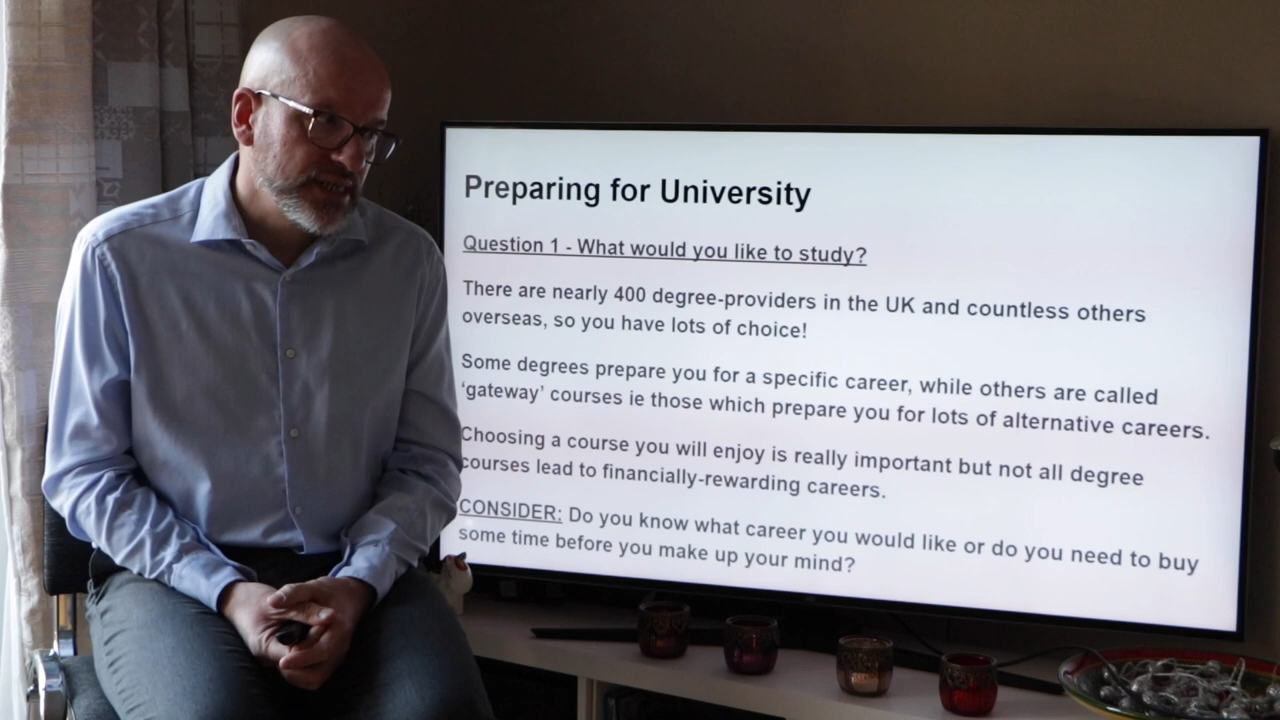 Preparing for University
Question 1 - What would you like to study?
There are nearly 400 degree-providers in the UK and countless others
overseas, so you have lots of choice!
Some degrees prepare you for a specific career, while others are called
‘gateway’ courses ie those which prepare you for lots of alternative careers.
Choosing a course you will enjoy is really important but not all degree
courses lead to financially-rewarding careers.
CONSIDER: Do you know what career you would like or do you need to buy
some time before you make up your mind?